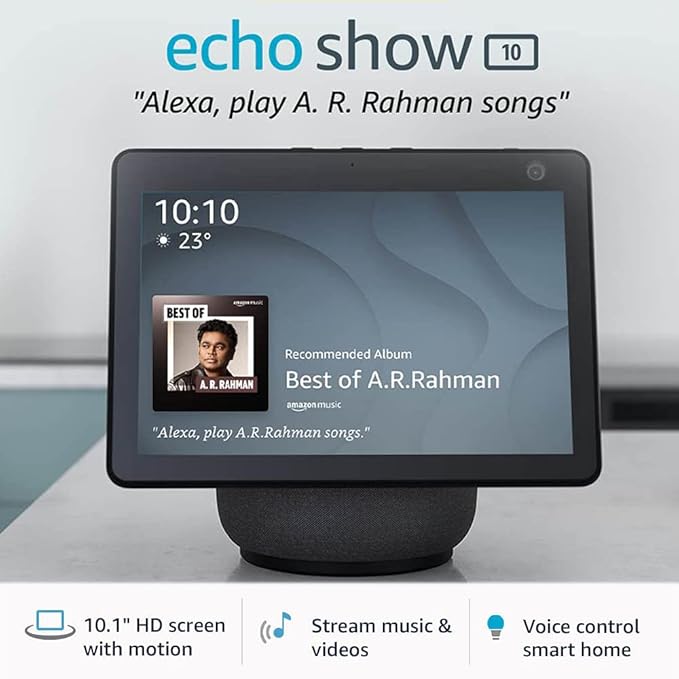 echo show 10
"Alexa, play A. R. Rahman songs"
10:10
23°
amazon music
BEST OF
A. R. RAHMAN
Recommended Album
Best of A.R.Rahman
amazon music
"Alexa, play A.R.Rahman songs."
10.1" HD screen
with motion
Stream music &
videos
Voice control
smart home